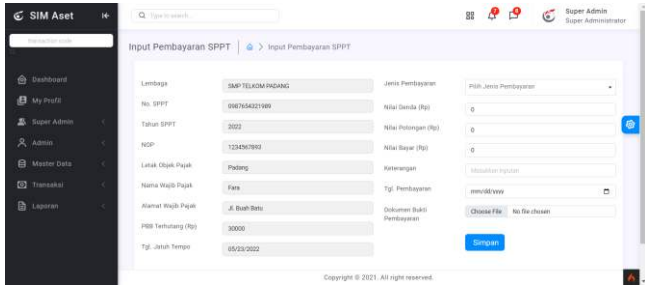 SIM Aset
Type to search
Super Admin
Super Administrator
Input Pembayaran SPPT
Input Pembayaran SPPT
Dashboard
My Profil
Super Admin
Admin
Master Data
Transaksi
Laporan
Lembaga
SMP TELKOM PADANG
No. SPPT
0987654321989
Tahun SPPT
2022
NOP
1234567893
Letak Objek Pajak
Padang
Nama Wajib Pajak
Fara
Alamat Wajib Pajak
Jl. Buah Batu
PBB Terhutang (Rp)
30000
Tgl. Jatuh Tempo
05/23/2022
Jenis Pembayaran
Pilih Jenis Pembayaran
Nilai Denda (Rp)
0
Nilai Potongan (Rp)
0
Nilai Bayar (Rp)
0
Keterangan
Tgl. Pembayaran
mm/dd/yyyy
Dokumen Bukti
Pembayaran
Choose File No file chosen
Simpan
Copyright © 2021. All right reserved.